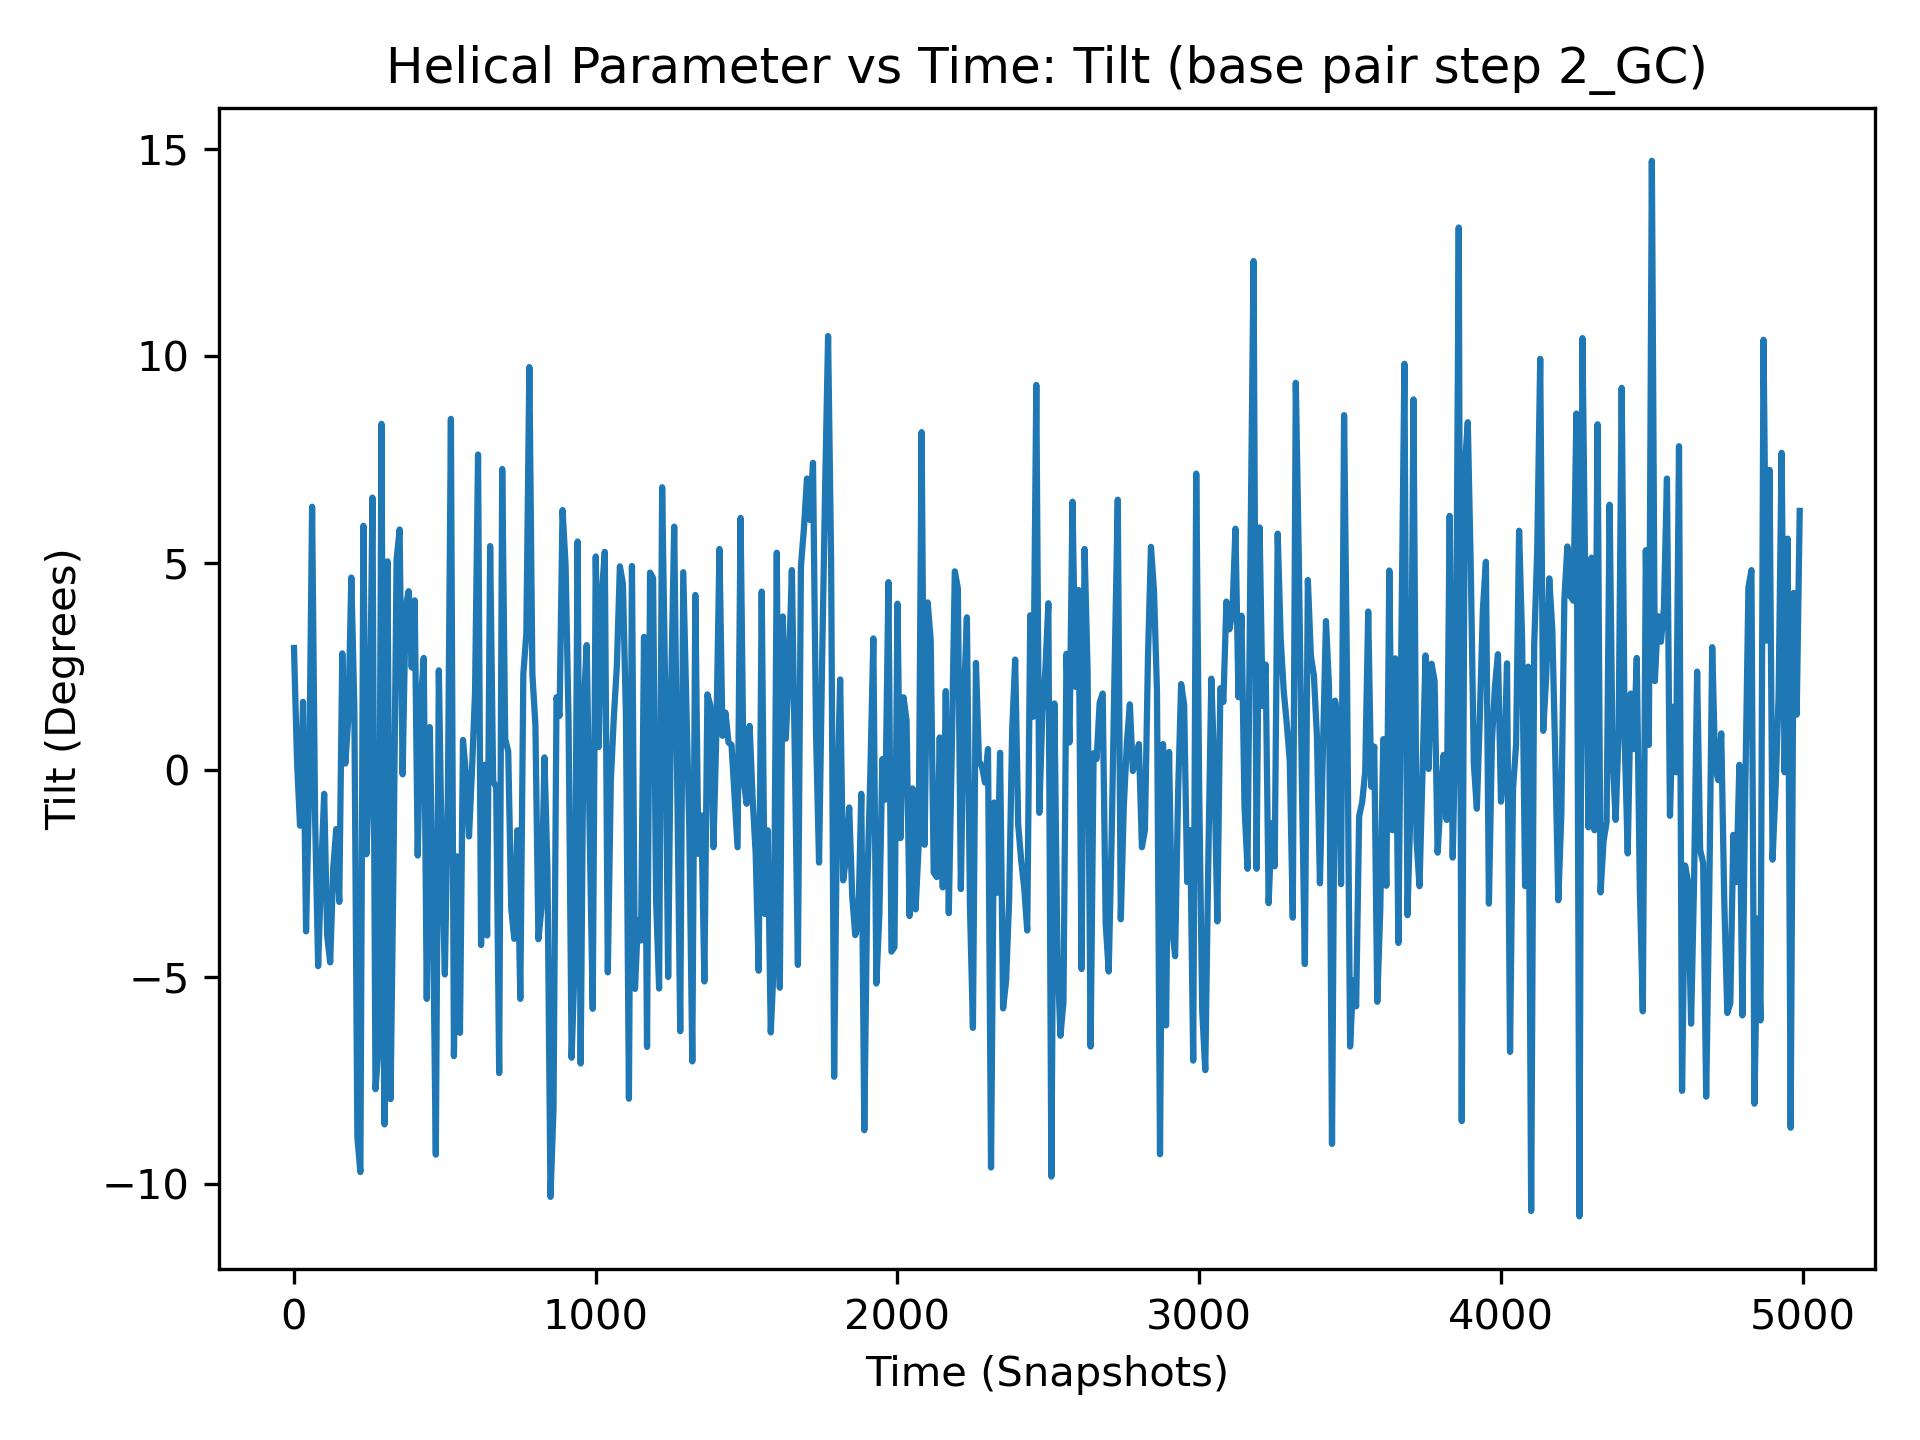 Helical Parameter vs Time: Tilt (base pair step 2_GC)
15
10
5
0
−5
−10
Tilt (Degrees)
0 1000 2000 3000 4000 5000
Time (Snapshots)